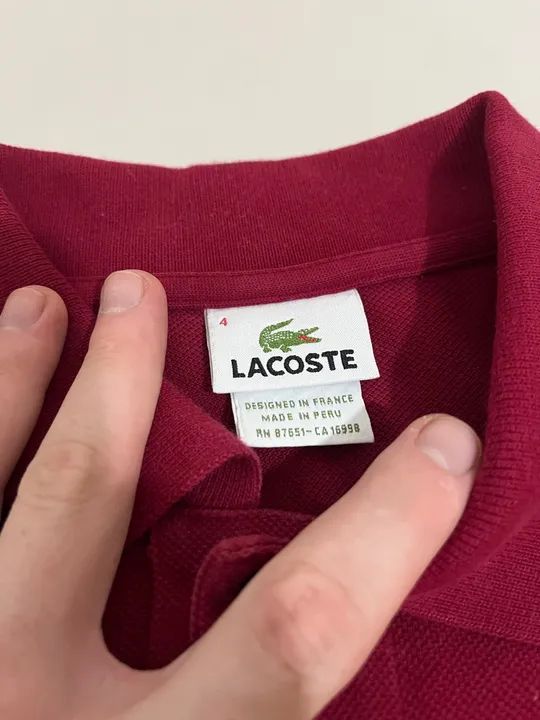 4
LACOSTE
DESIGNED IN FRANCE
MADE IN PERU
RN 87651-CA 16998